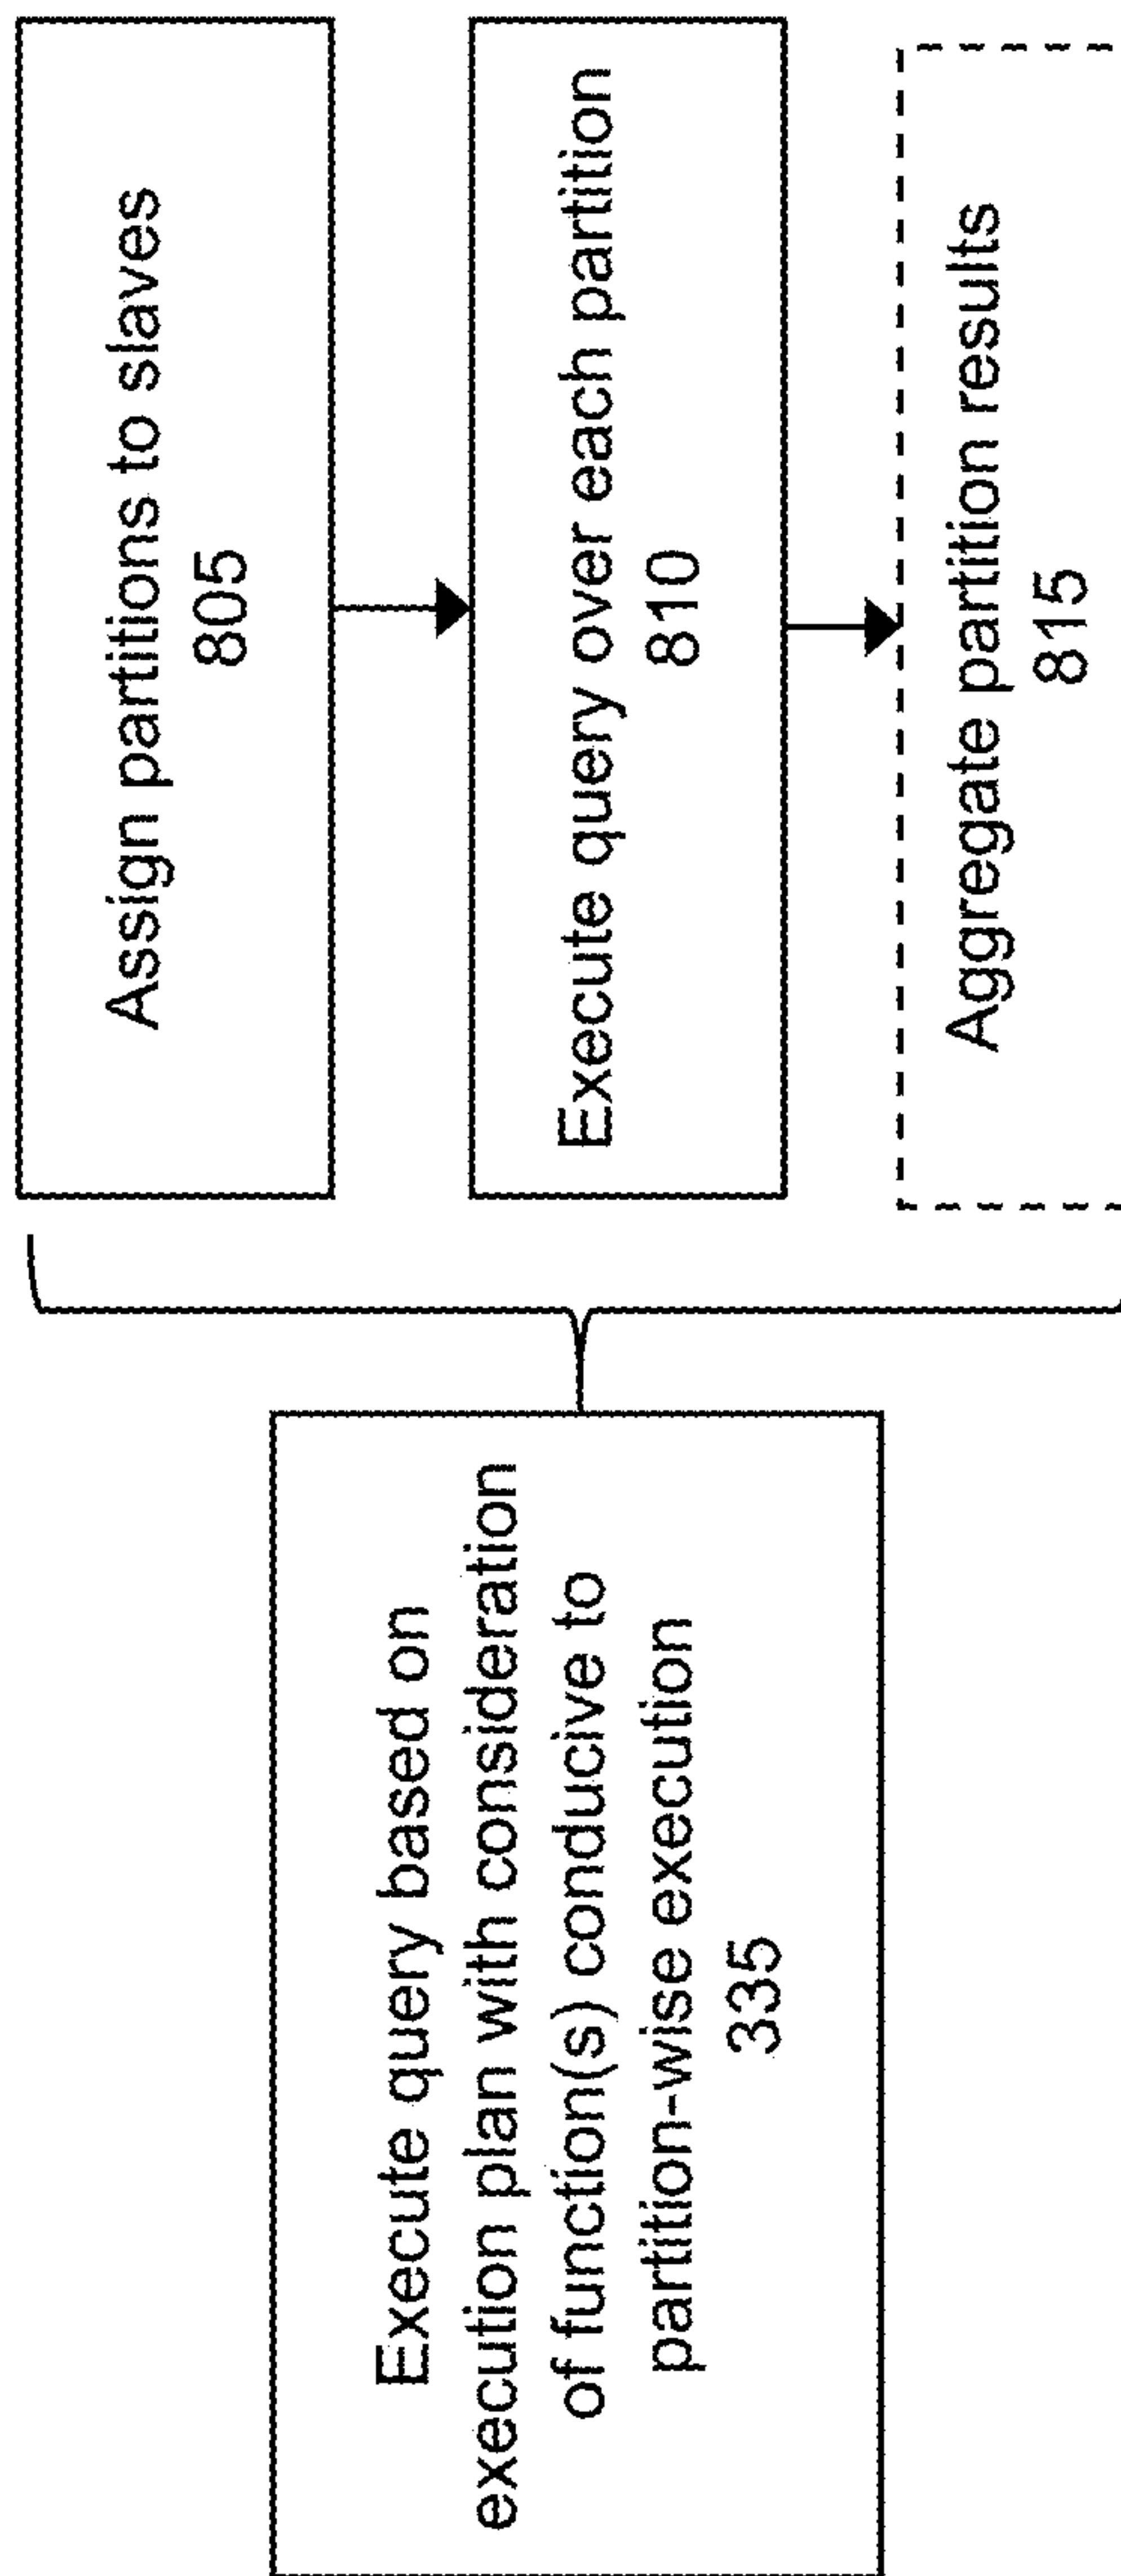 Execute query based on
execution plan with consideration
of function(s) conducive to
partition-wise execution
335
Assign partitions to slaves
805
Execute query over each partition
810
Aggregate partition results
815